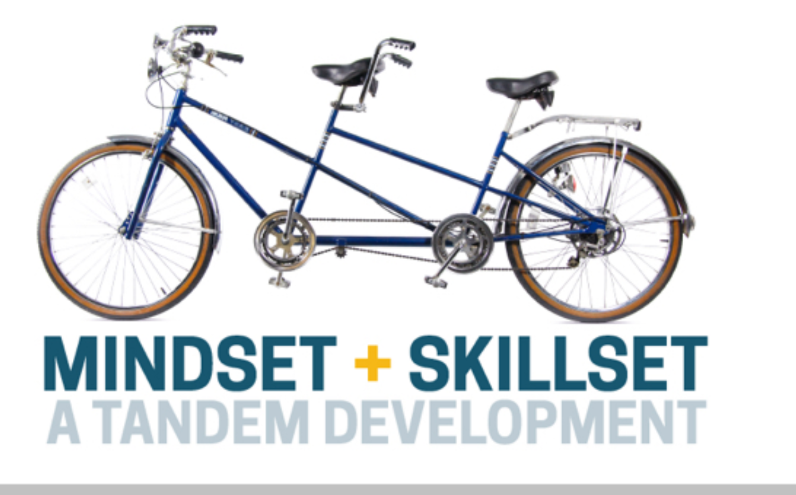 MINDSET + SKILLSET
A TANDEM DEVELOPMENT